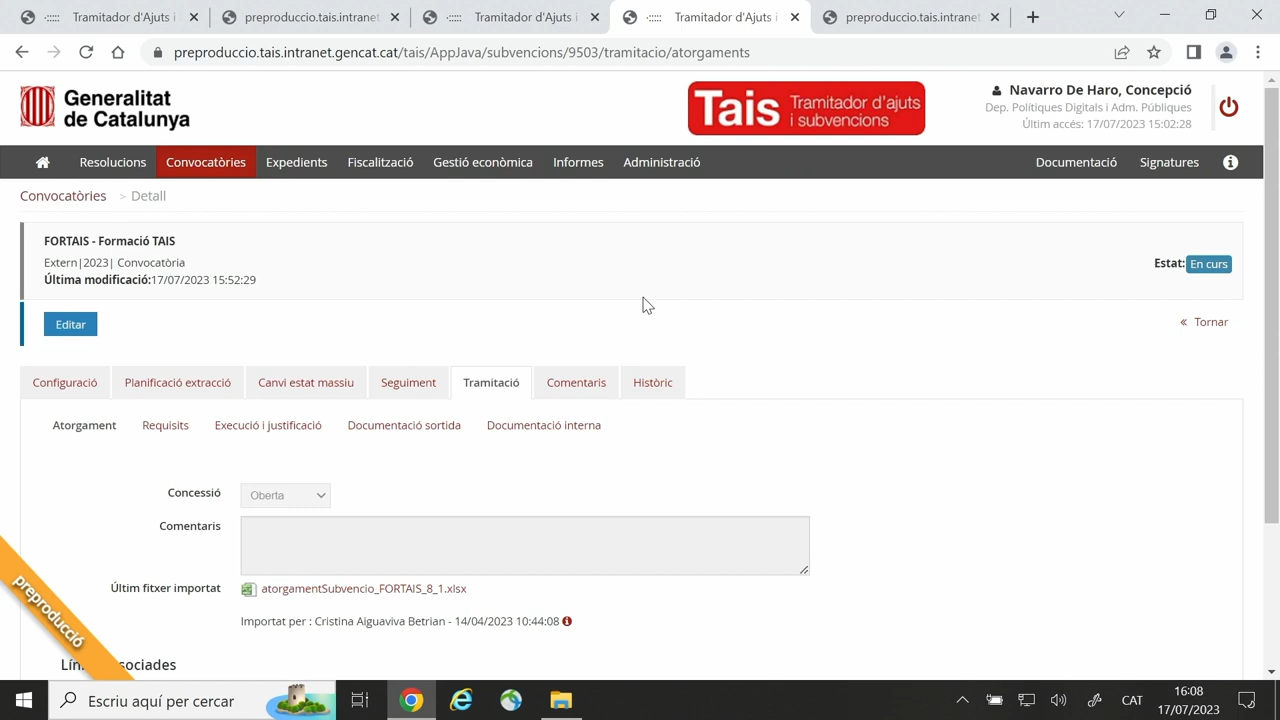 Tramitador d'Ajuts i
preproduccio.tais.intranet
Tramitador d'Ajuts i
Tramitador d'Ajuts i
preproduccio.tais.intranet
preproduccio.tais.intranet.gencat.cat/tais/AppJava/subvencions/9503/tramitacio/atorgaments
Generalitat
de Catalunya
Tais Tramitador d'ajuts
i subvencions
Navarro De Haro, Concepció
Dep. Polítiques Digitals i Adm. Públiques
Últim accés: 17/07/2023 15:02:28
Resolucions Convocatòries Expedients Fiscalització Gestió econòmica Informes Administració Documentació Signatures
Convocatòries > Detall
FORTAIS - Formació TAIS
Extern|2023| Convocatòria
Última modificació:17/07/2023 15:52:29
Estat: En curs
Editar
« Tornar
Configuració Planificació extracció Canvi estat massiu Seguiment Tramitació Comentaris Històric
Atorgament Requisits Execució i justificació Documentació sortida Documentació interna
Concessió Oberta
Comentaris
Últim fitxer importat atorgamentSubvencio_FORTAIS_8_1.xlsx
Importat per : Cristina Aiguaviva Betrian - 14/04/2023 10:44:08
preproducció
Escriu aquí per cercar
CAT
16:08
17/07/2023